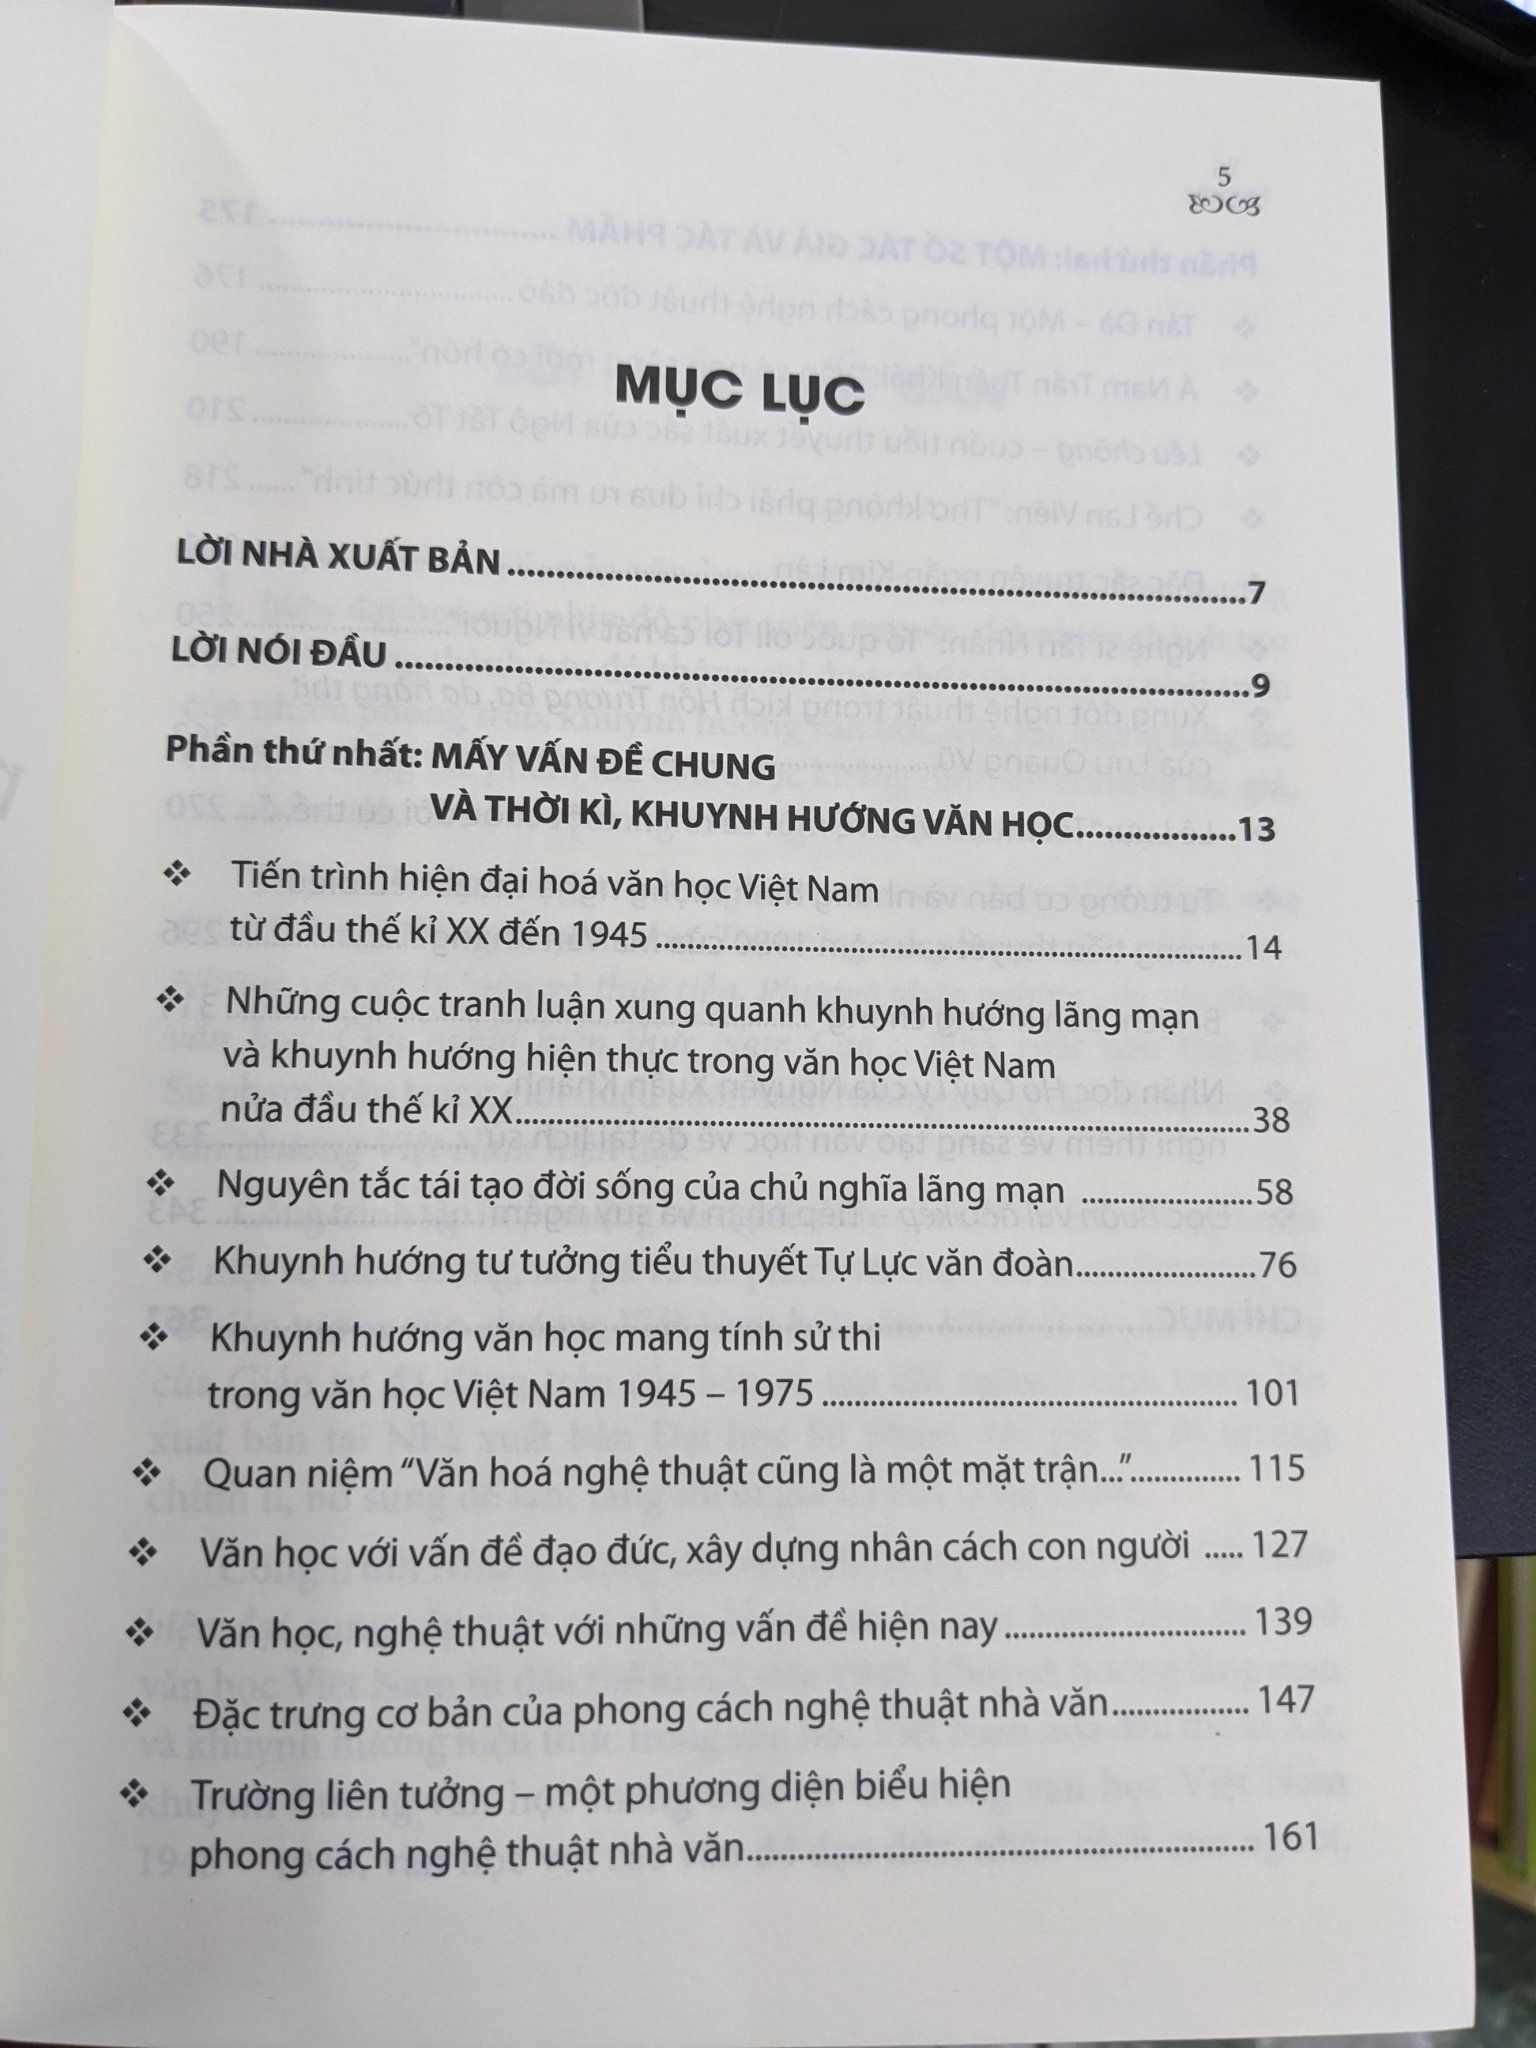 5
MỤC LỤC
LỜI NHÀ XUẤT BẢN ........ 7
LỜI NÓI ĐẦU ........ 9
Phần thứ nhất: MẤY VẤN ĐỀ CHUNG
VÀ THỜI KÌ, KHUYNH HƯỚNG VĂN HỌC ........ 13
❖ Tiến trình hiện đại hoá văn học Việt Nam
từ đầu thế kỉ XX đến 1945 ........ 14
❖ Những cuộc tranh luận xung quanh khuynh hướng lãng mạn
và khuynh hướng hiện thực trong văn học Việt Nam
nửa đầu thế kỉ XX ........ 38
❖ Nguyên tắc tái tạo đời sống của chủ nghĩa lãng mạn ........ 58
❖ Khuynh hướng tư tưởng tiểu thuyết Tự Lực văn đoàn ........ 76
❖ Khuynh hướng văn học mang tính sử thi
trong văn học Việt Nam 1945 – 1975 ........ 101
❖ Quan niệm “Văn hoá nghệ thuật cũng là một mặt trận...” ........ 115
❖ Văn học với vấn đề đạo đức, xây dựng nhân cách con người ..... 127
❖ Văn học, nghệ thuật với những vấn đề hiện nay ........ 139
❖ Đặc trưng cơ bản của phong cách nghệ thuật nhà văn ........ 147
❖ Trường liên tưởng – một phương diện biểu hiện
phong cách nghệ thuật nhà văn ........ 161